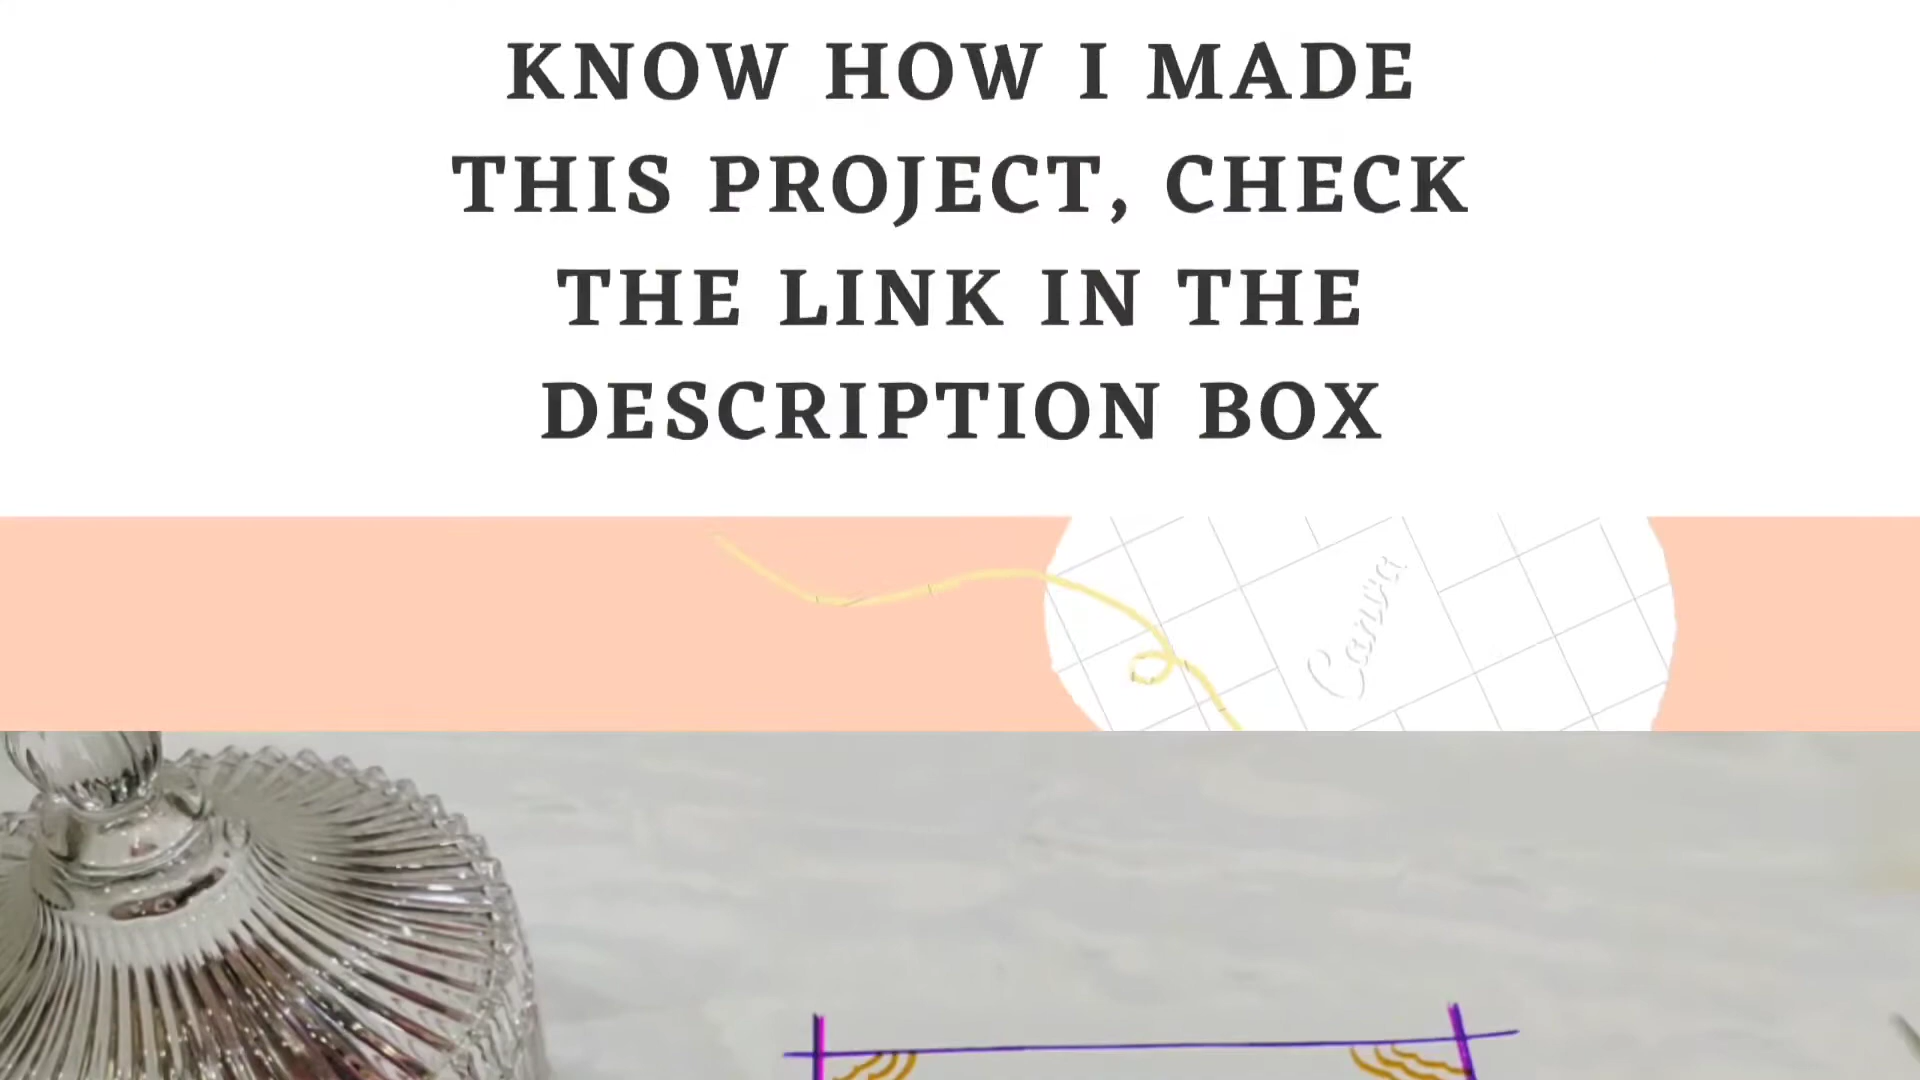 KNOW HOW I MADE
THIS PROJECT, CHECK
THE LINK IN THE
DESCRIPTION BOX
Canva